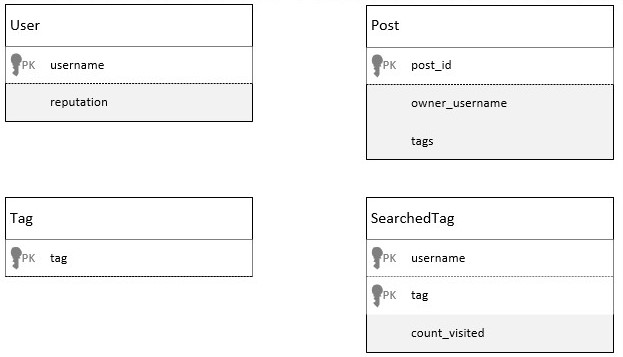 User
PK username
reputation
Post
PK post_id
owner_username
tags
Tag
PK tag
SearchedTag
PK username
PK tag
count_visited